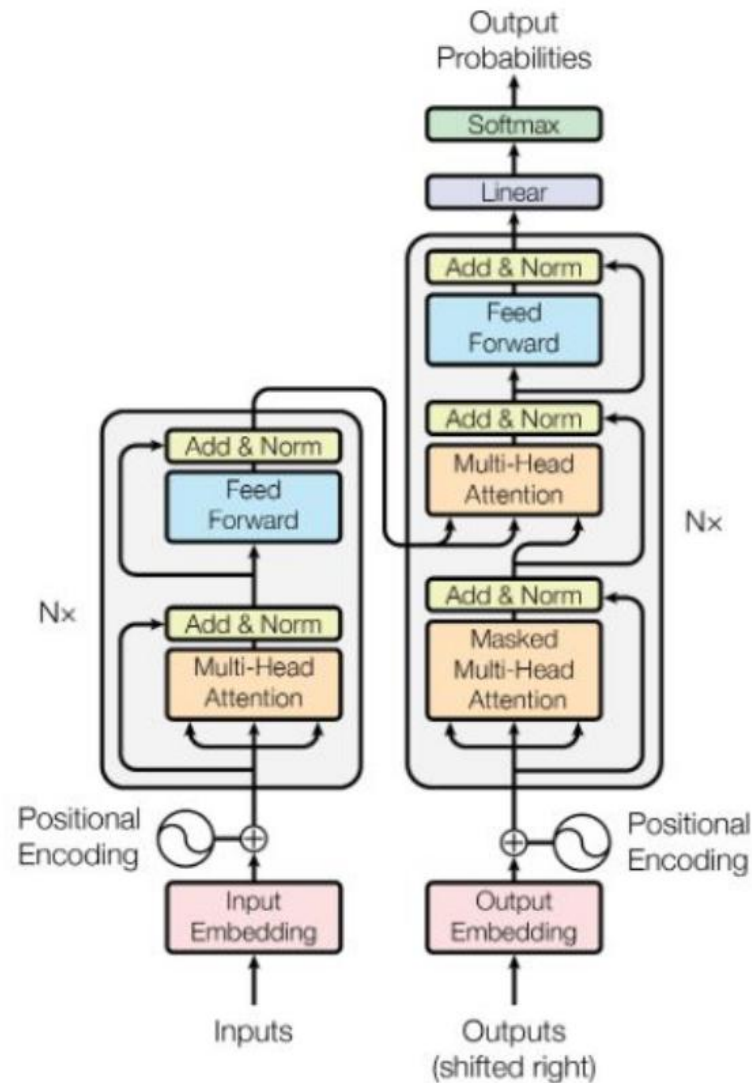 Output
Probabilities
Softmax
Linear
Add & Norm
Feed
Forward
Add & Norm
Multi-Head
Attention
Add & Norm
Masked
Multi-Head
Attention
Nx
Add & Norm
Feed
Forward
Add & Norm
Multi-Head
Attention
Nx
Positional
Encoding
Positional
Encoding
Input
Embedding
Output
Embedding
Inputs
Outputs
(shifted right)